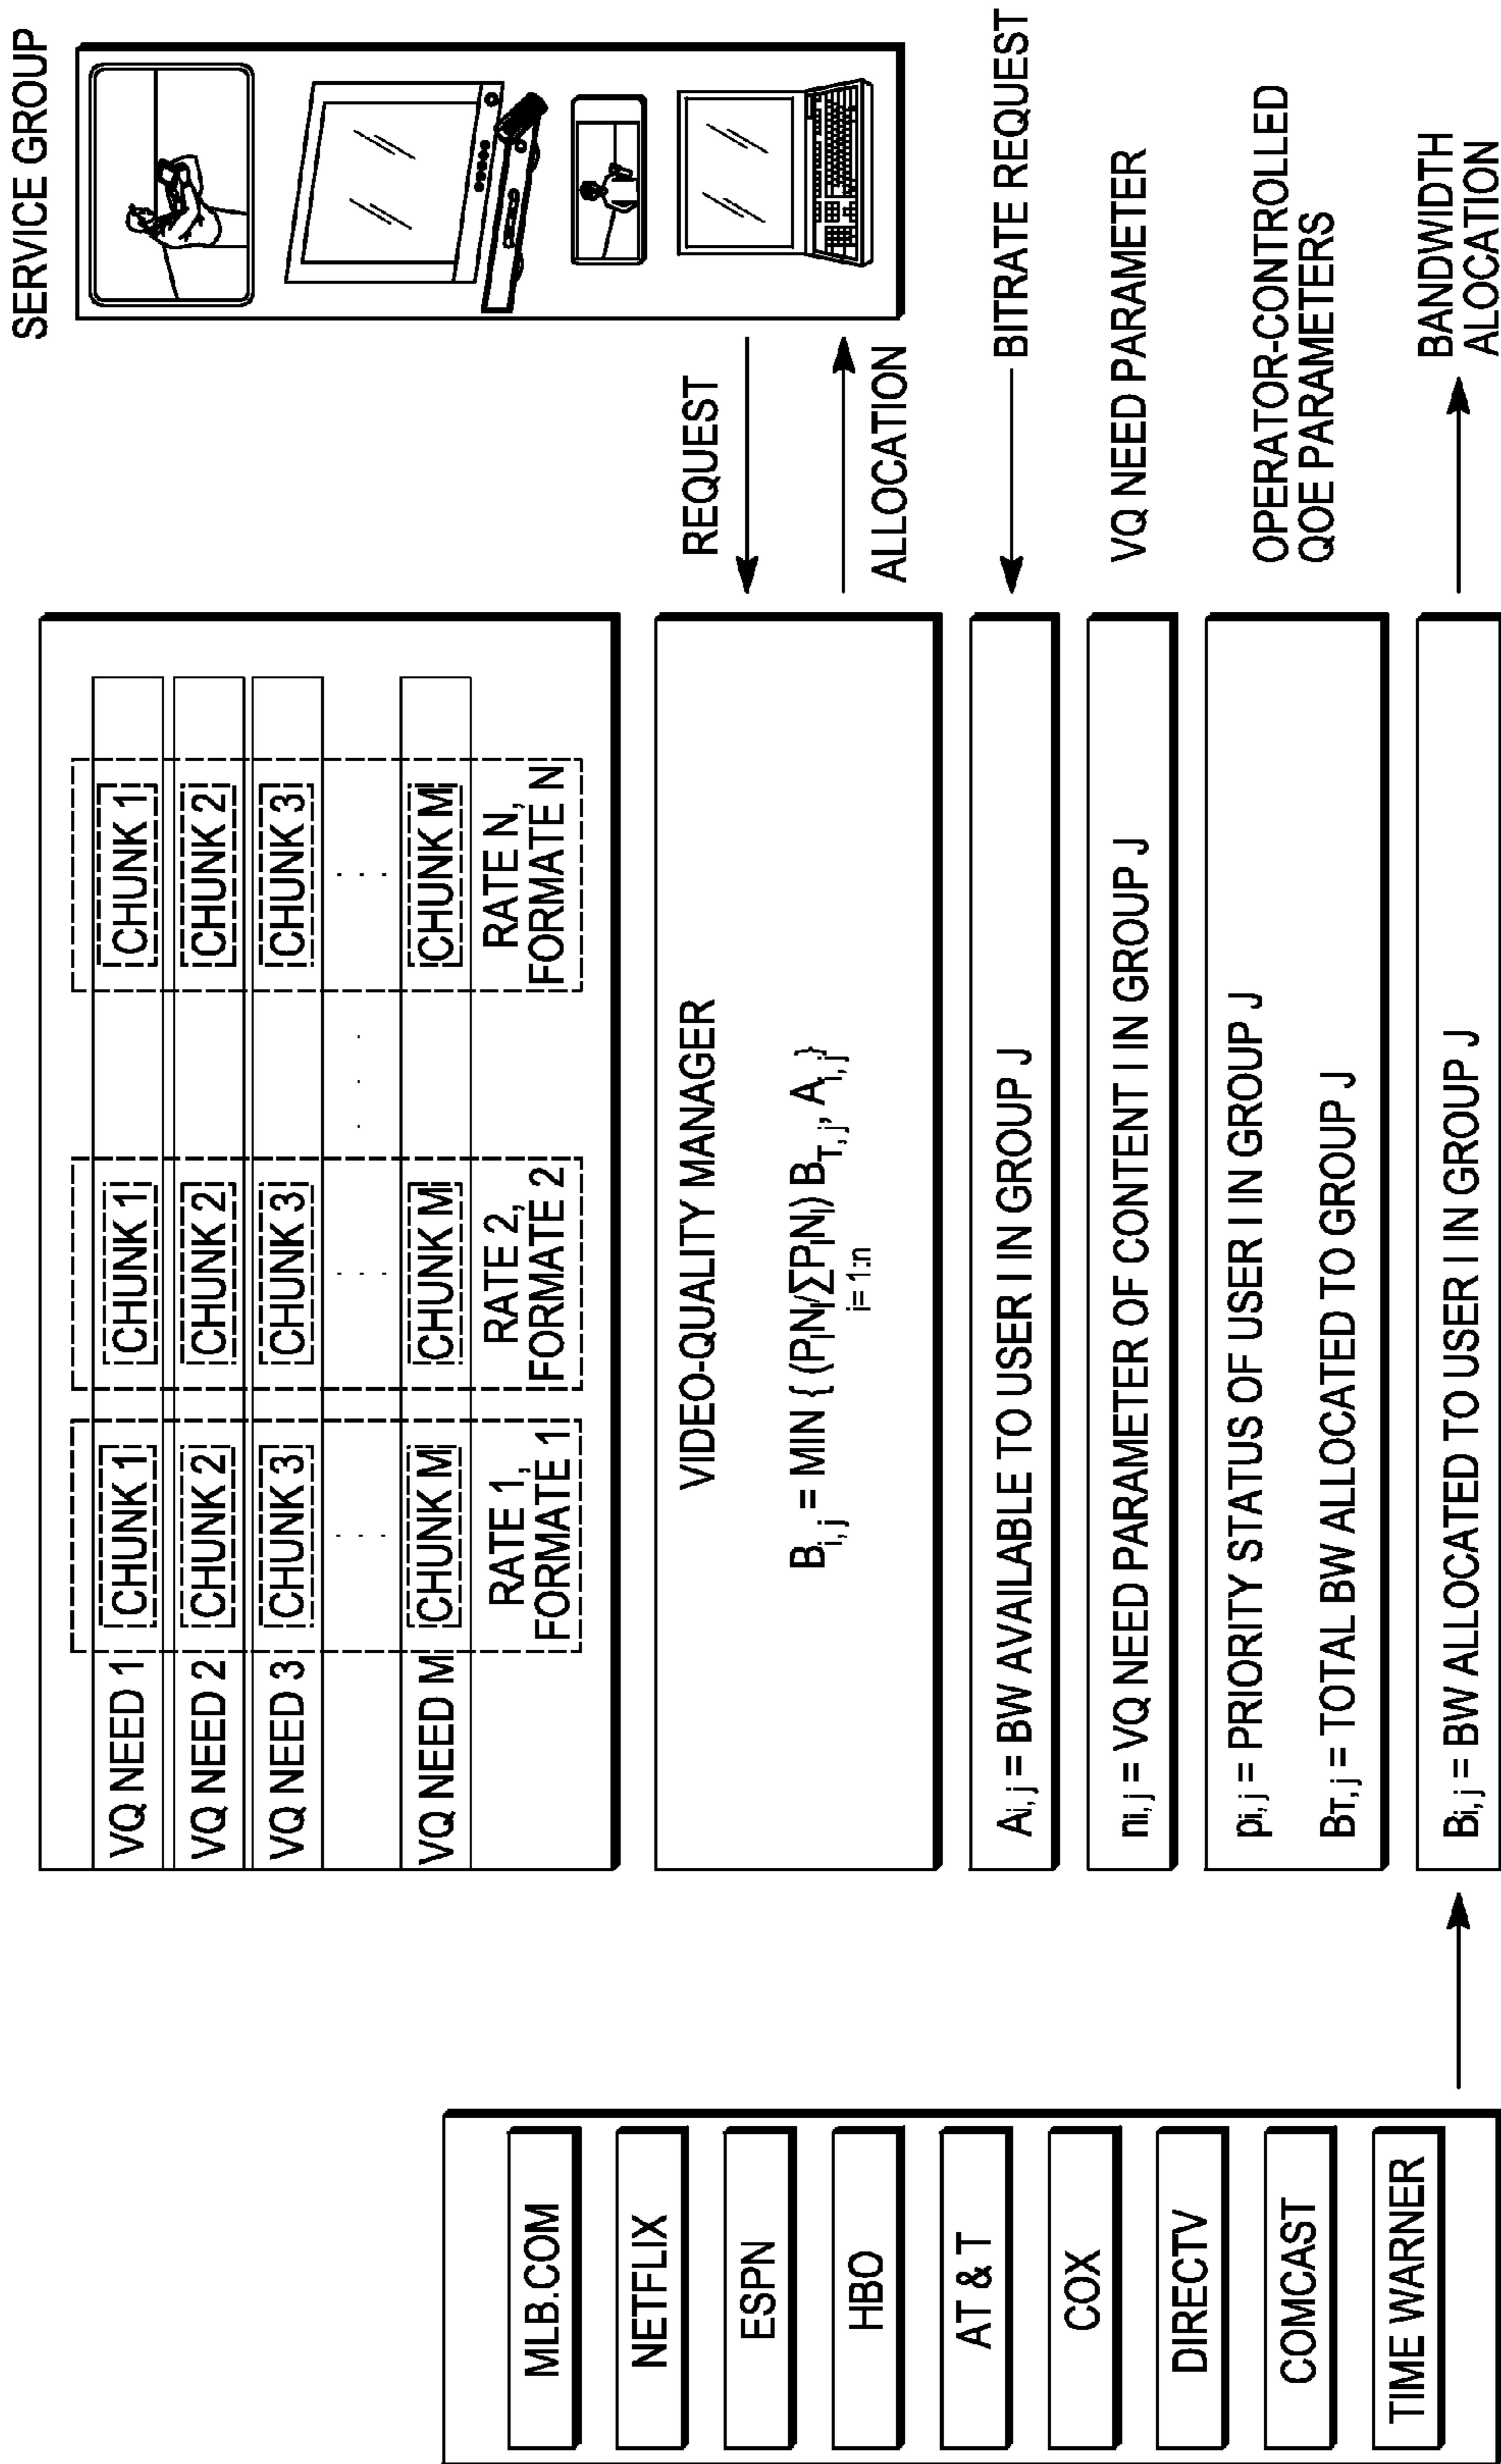 MLB.COM
NETFLIX
ESPN
HBO
AT & T
COX
DIRECTV
COMCAST
TIME WARNER
VQ NEED 1
CHUNK 1
CHUNK 1
CHUNK 1
VQ NEED 2
CHUNK 2
CHUNK 2
CHUNK 2
VQ NEED 3
CHUNK 3
CHUNK 3
CHUNK 3
. . .
. . .
. . .
. . .
VQ NEED M
CHUNK M
CHUNK M
CHUNK M
RATE 1,
FORMATE 1
RATE 2,
FORMATE 2
RATE N,
FORMATE N
VIDEO-QUALITY MANAGER
Bi, j = MIN { (PiNi/∑PiNi) BT, j, Ai, j }
i= 1:n
Ai, j = BW AVAILABLE TO USER I IN GROUP J
ni, j = VQ NEED PARAMETER OF CONTENT I IN GROUP J
pi, j = PRIORITY STATUS OF USER I IN GROUP J
BT, j = TOTAL BW ALLOCATED TO GROUP J
Bi, j = BW ALLOCATED TO USER I IN GROUP J
SERVICE GROUP
REQUEST
ALLOCATION
BITRATE REQUEST
VQ NEED PARAMETER
OPERATOR-CONTROLLED
QOE PARAMETERS
BANDWIDTH
ALOCATION